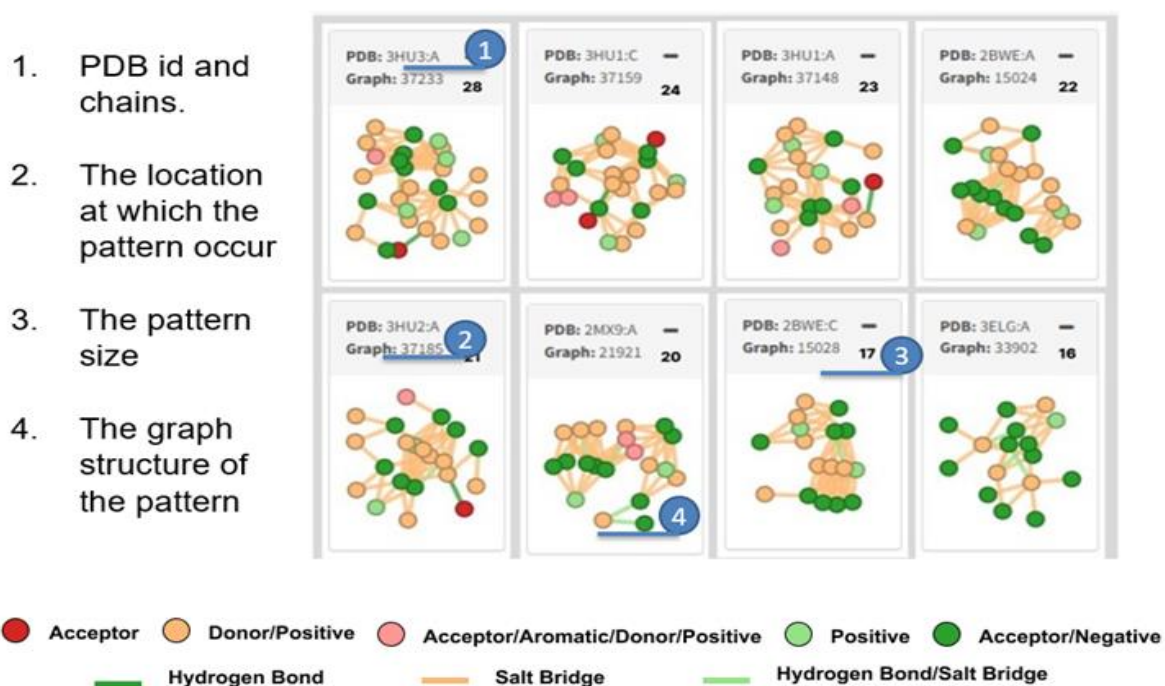 1. PDB id and
chains.
2. The location
at which the
pattern occur
3. The pattern
size
4. The graph
structure of
the pattern
PDB: 3HU3:A 1
Graph: 37233 28
PDB: 3HU1:C –
Graph: 37159 24
PDB: 3HU1:A –
Graph: 37148 23
PDB: 2BWE:A –
Graph: 15024 22
PDB: 3HU2:A 2
Graph: 37185
PDB: 2MX9:A –
Graph: 21921 20
PDB: 2BWE:C –
Graph: 15028 17 3
PDB: 3ELG:A –
Graph: 33902 16
4
Acceptor Donor/Positive Acceptor/Aromatic/Donor/Positive Positive Acceptor/Negative
Hydrogen Bond Salt Bridge Hydrogen Bond/Salt Bridge